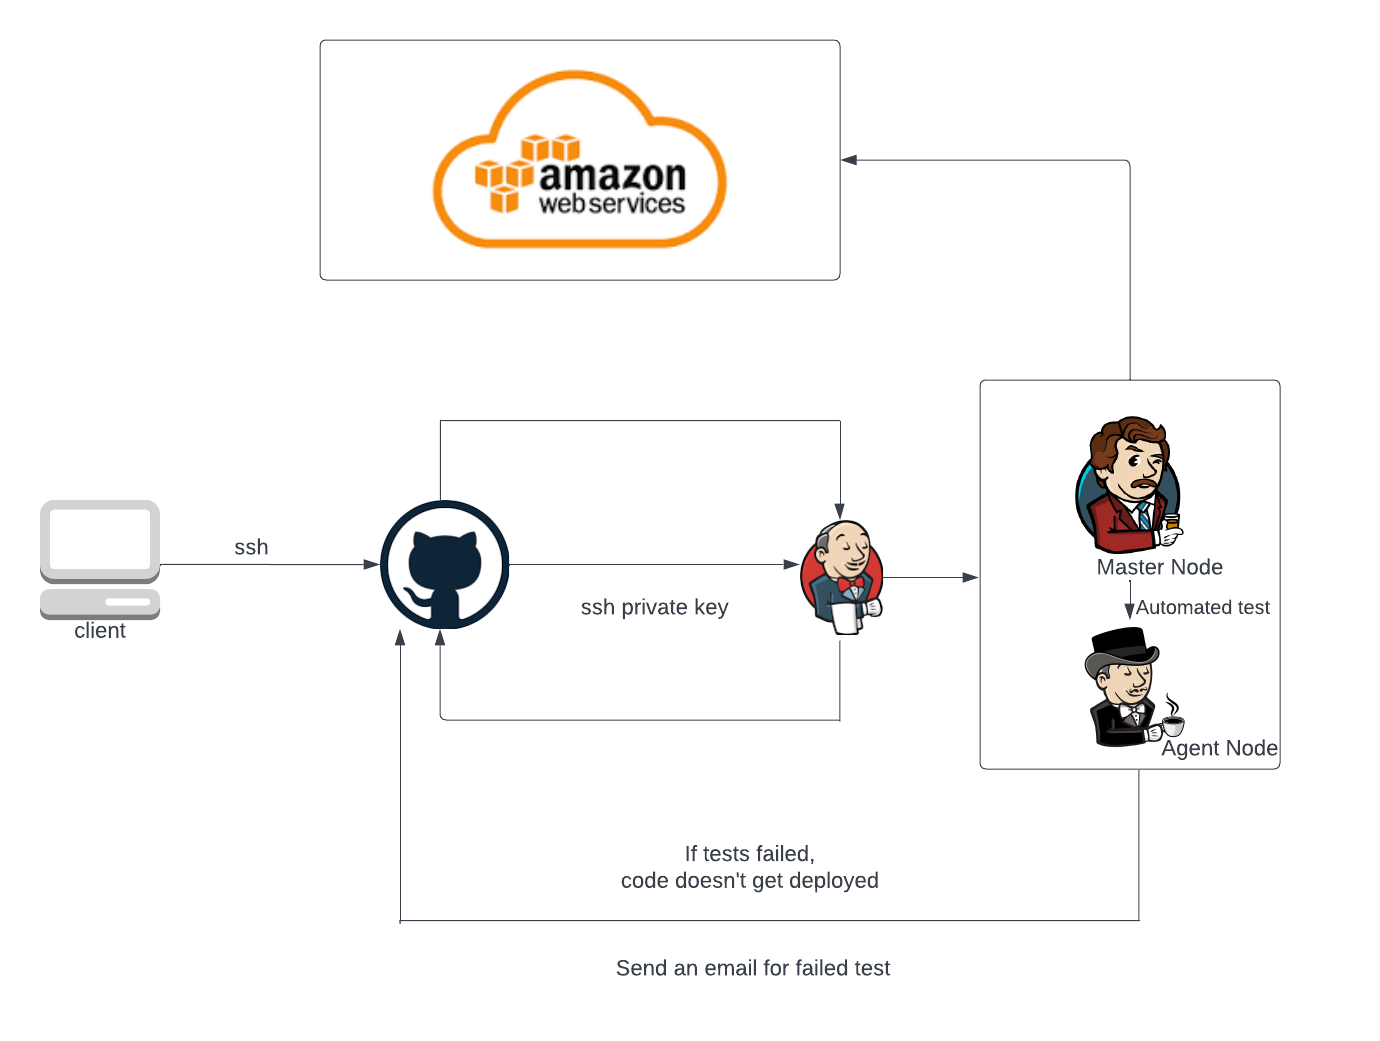 amazon
web services
ssh
client
ssh private key
Master Node
Automated test
Agent Node
If tests failed,
code doesn't get deployed
Send an email for failed test